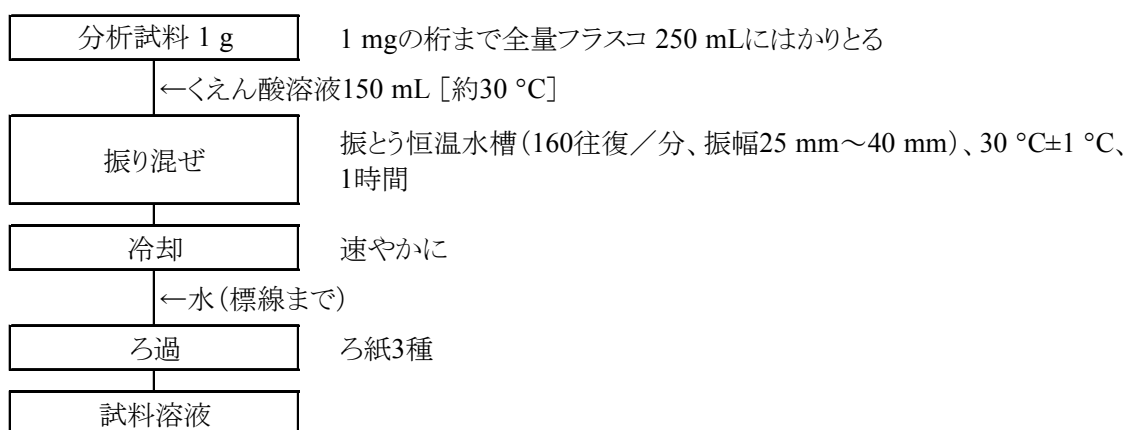 分析試料 1 g
1 mgの桁まで全量フラスコ 250 mLにはかりとる
←くえん酸溶液150 mL [約30 °C]
振り混ぜ
振とう恒温水槽(160往復／分、振幅25 mm～40 mm)、30 °C±1 °C、
1時間
冷却
速やかに
←水(標線まで)
ろ過
ろ紙3種
試料溶液